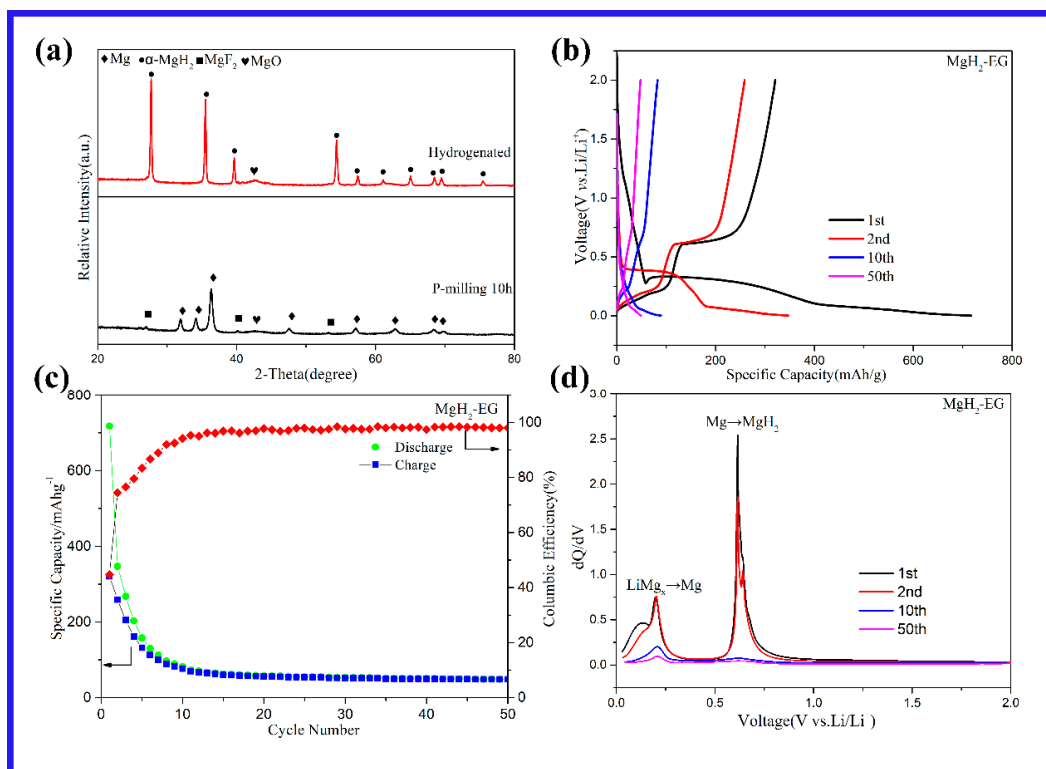 (a)
♦ Mg ● α-MgH₂ ■ MgF₂ ♥ MgO
Relative Intensity(a.u.)
Hydrogenated
P-milling 10h
20 40 60 80
2-Theta(degree)
(b)
MgH₂-EG
Voltage(V vs.Li/Li⁺)
2.0
1.5
1.0
0.5
0.0
1st
2nd
10th
50th
0 200 400 600 800
Specific Capacity(mAh/g)
(c)
MgH₂-EG
Specific Capacity/mAhg⁻¹
800
700
600
500
400
300
200
100
0
Discharge
Charge
100
80
60
40
20
0
Columbic Efficiency(%)
0 10 20 30 40 50
Cycle Number
(d)
MgH₂-EG
dQ/dV
3.0
2.5
2.0
1.5
1.0
0.5
0.0
Mg→MgH₂
LiMgₓ→Mg
1st
2nd
10th
50th
0.0 0.5 1.0 1.5 2.0
Voltage(V vs.Li/Li⁻)